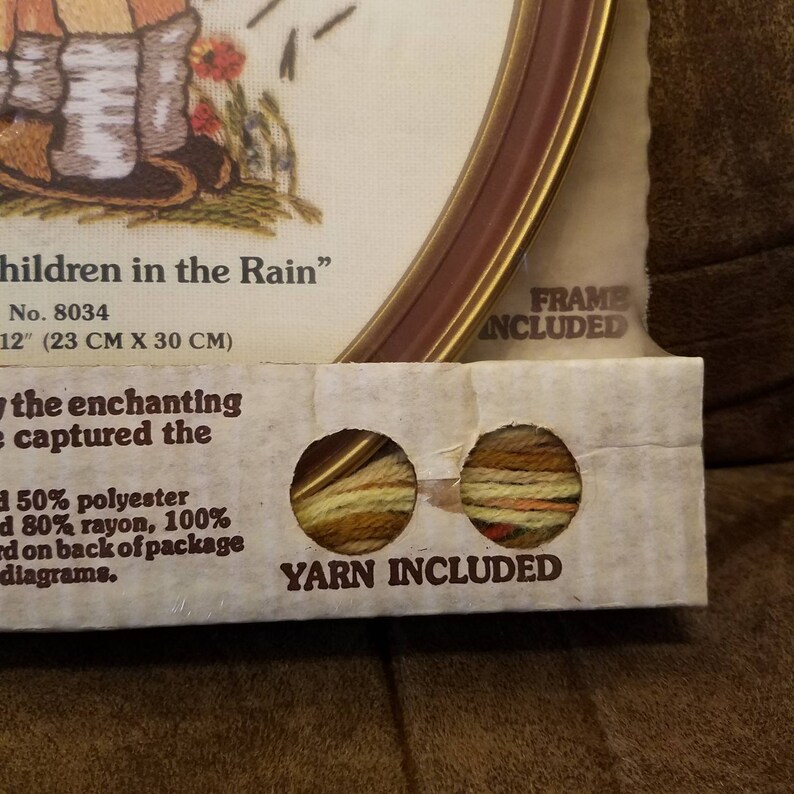 hildren in the Rain"
No. 8034
12" (23 CM X 30 CM)
FRAME
INCLUDED
the enchanting
captured the
50% polyester
80% rayon, 100%
on back of package
diagrams.
YARN INCLUDED